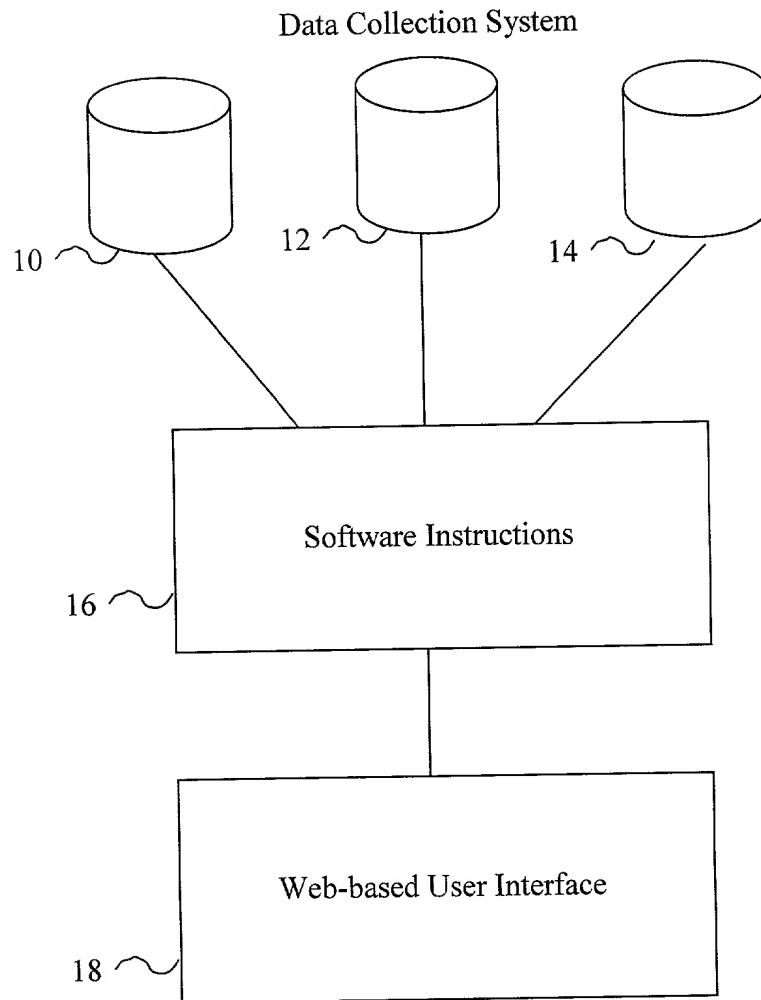 Data Collection System
10
12
14
Software Instructions
16
Web-based User Interface
18